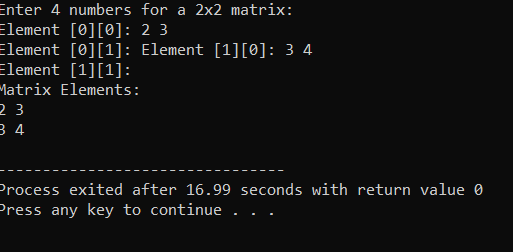 Enter 4 numbers for a 2x2 matrix:
Element [0][0]: 2 3
Element [0][1]: Element [1][0]: 3 4
Element [1][1]:
Matrix Elements:
2 3
3 4
--------------------------------
Process exited after 16.99 seconds with return value 0
Press any key to continue . . .